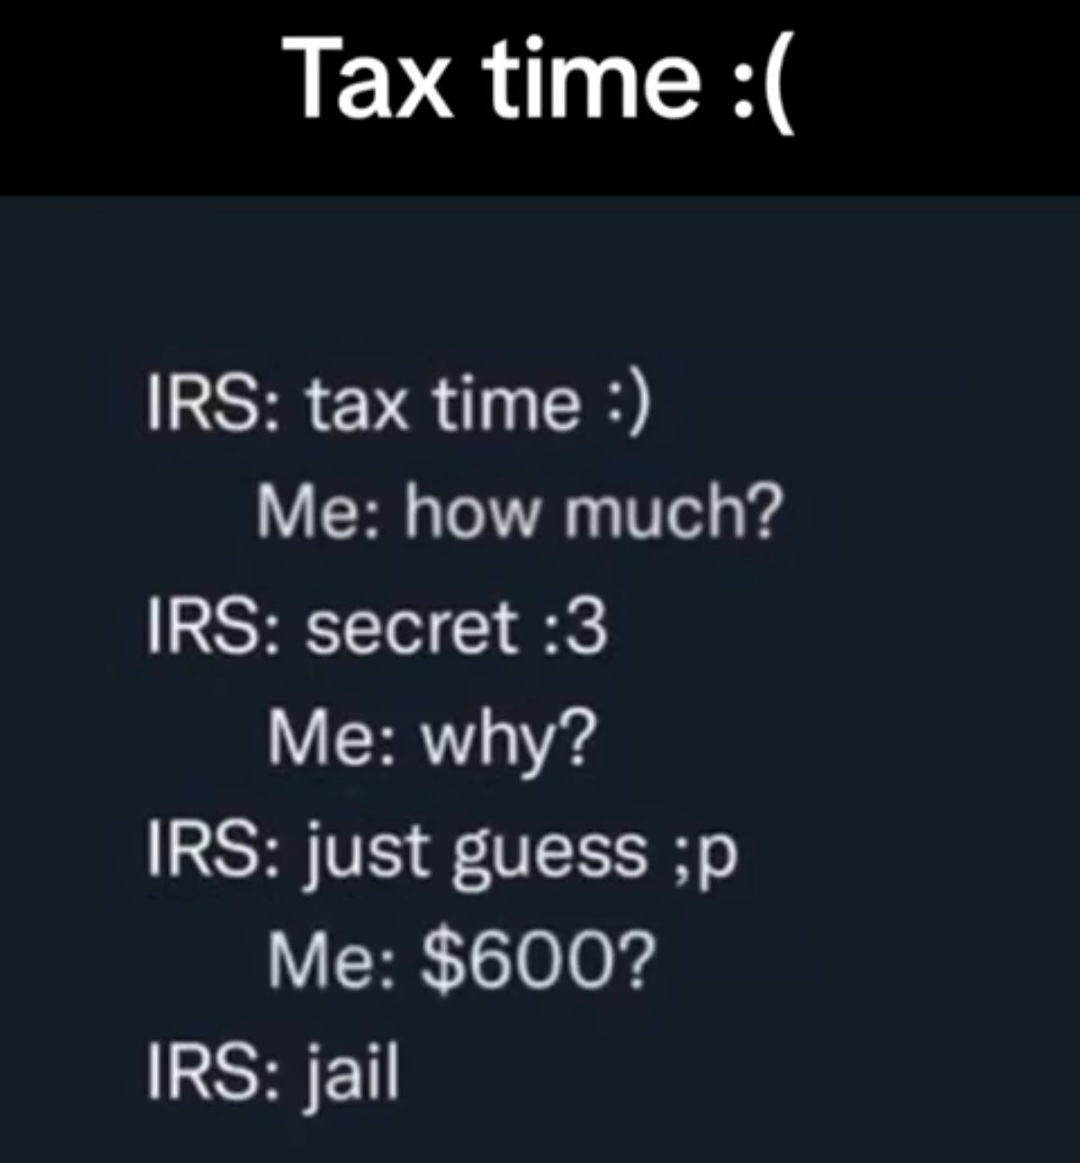 Tax time :(
IRS: tax time :)
Me: how much?
IRS: secret :3
Me: why?
IRS: just guess ;p
Me: $600?
IRS: jail